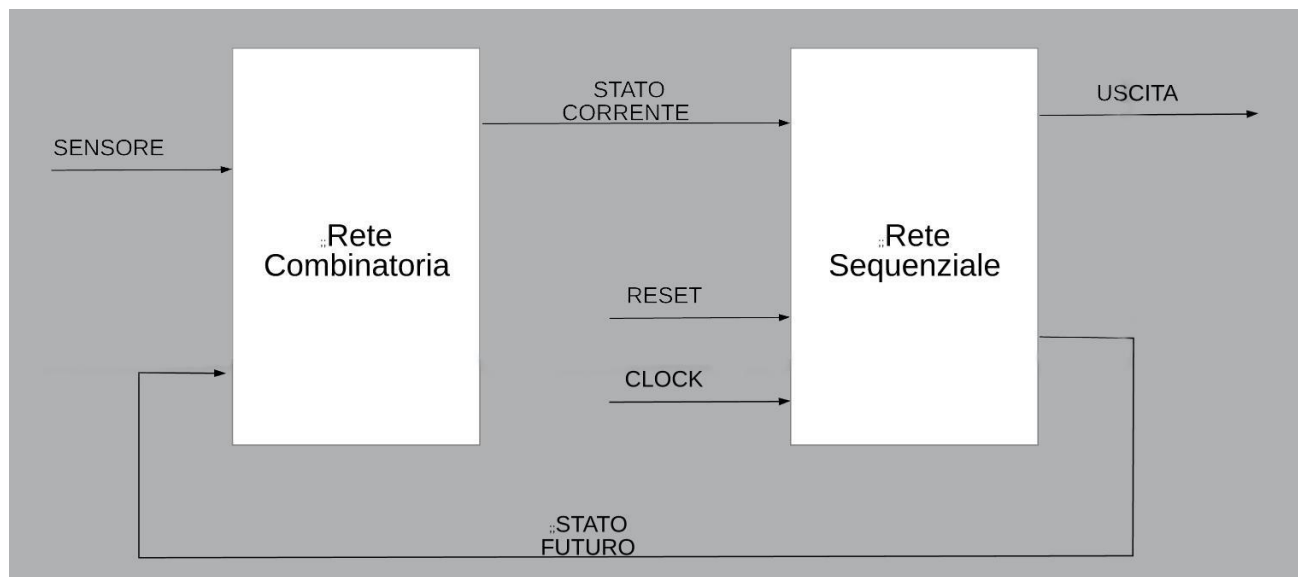 STATO
CORRENTE
USCITA
SENSORE
;;Rete
Combinatoria
;;Rete
Sequenziale
RESET
CLOCK
;;STATO
FUTURO